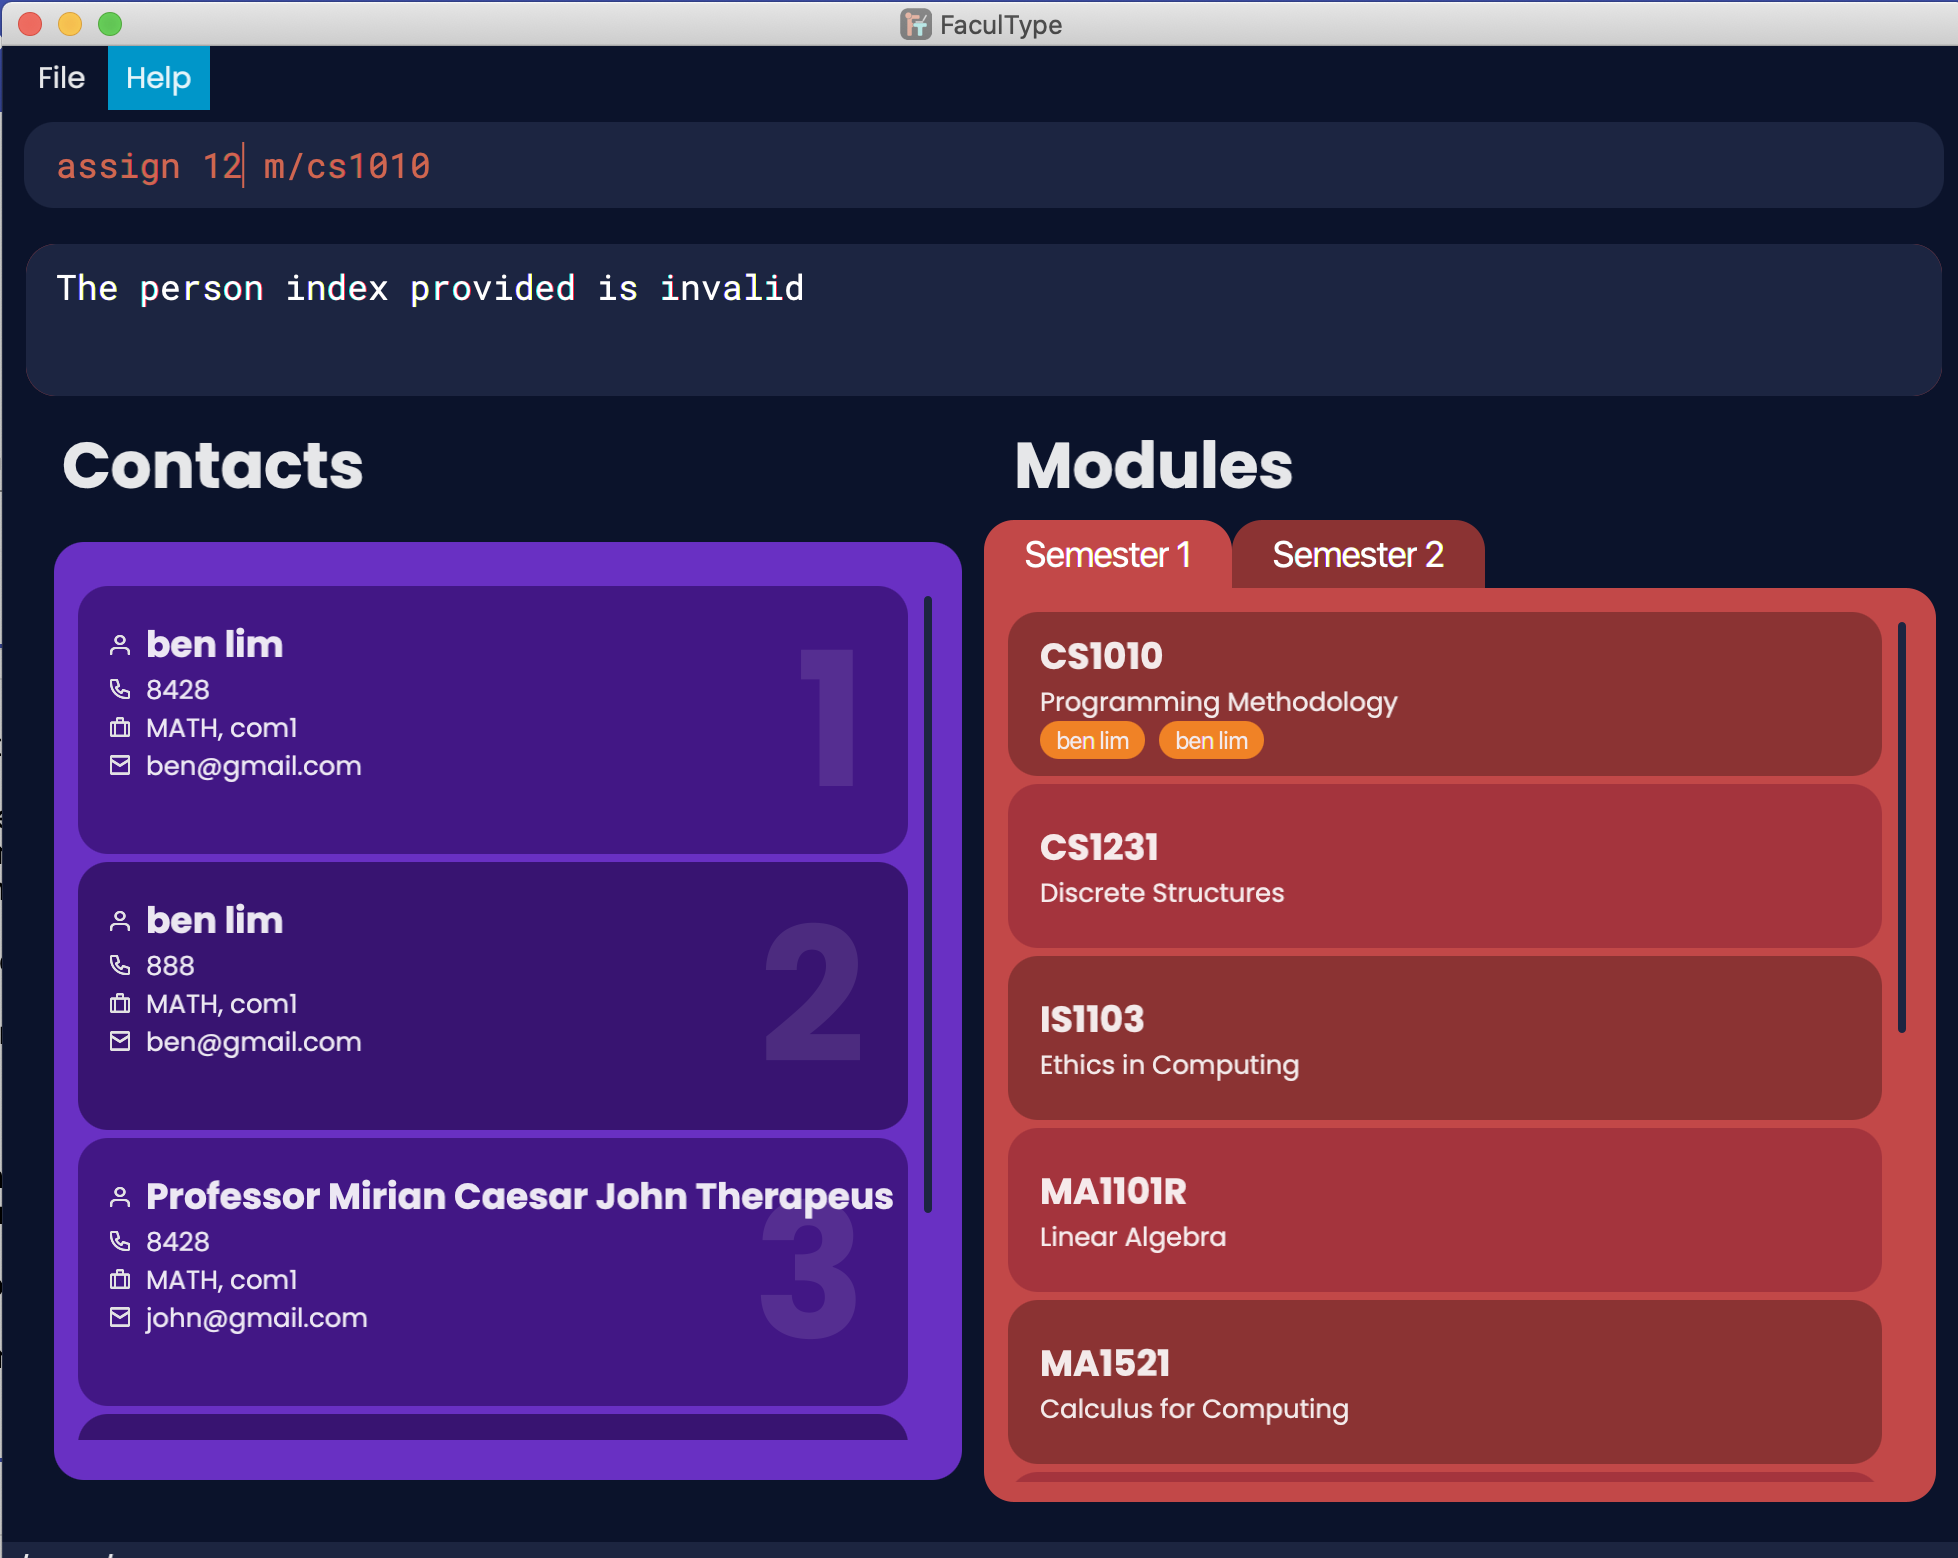 FaculType
File Help
assign 12 m/cs1010
The person index provided is invalid
Contacts
ben lim
8428
MATH, com1
ben@gmail.com
1
ben lim
888
MATH, com1
ben@gmail.com
2
Professor Mirian Caesar John Therapeus
8428
MATH, com1
john@gmail.com
3
Modules
Semester 1 Semester 2
CS1010
Programming Methodology
ben lim ben lim
CS1231
Discrete Structures
IS1103
Ethics in Computing
MA1101R
Linear Algebra
MA1521
Calculus for Computing